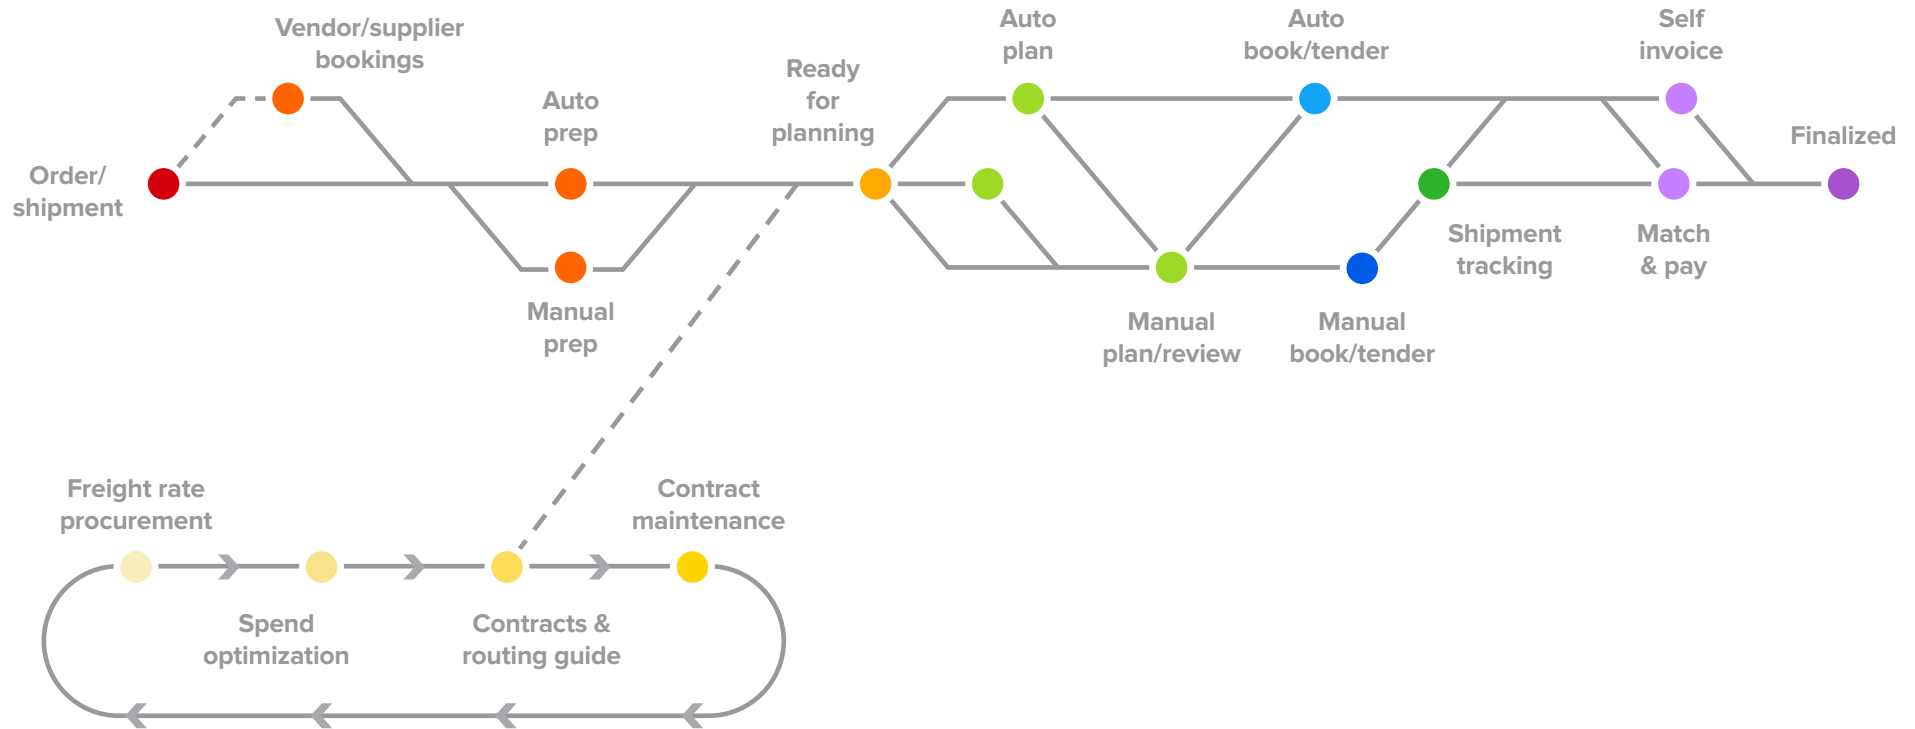 Vendor/supplier
bookings
Order/
shipment
Auto
prep
Manual
prep
Ready
for
planning
Auto
plan
Manual
plan/review
Auto
book/tender
Manual
book/tender
Shipment
tracking
Self
invoice
Match
& pay
Finalized
Freight rate
procurement
Spend
optimization
Contracts &
routing guide
Contract
maintenance